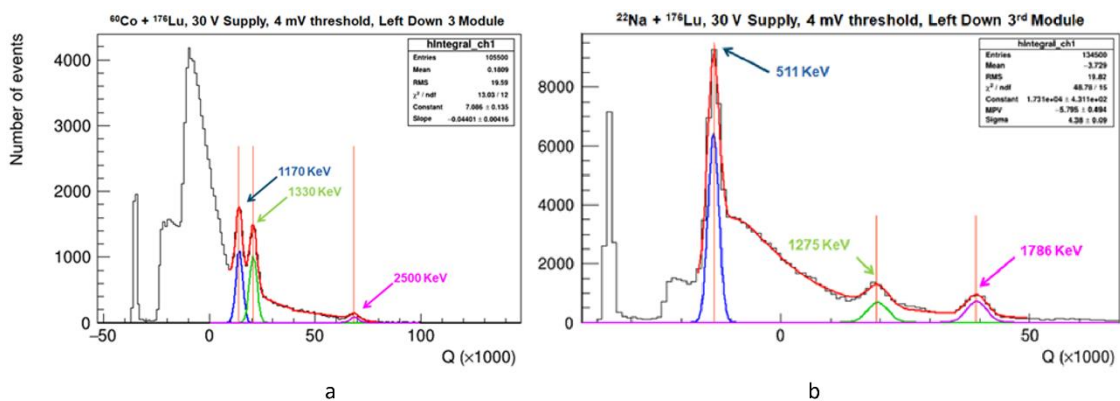 ⁶⁰Co + ¹⁷⁶Lu, 30 V Supply, 4 mV threshold, Left Down 3 Module
Number of events
4000
3000
2000
1000
0
−50
0
50
100
Q (×1000)
hIntegral_ch1
Entries 105500
Mean 0.1809
RMS 19.59
χ² / ndf 13.03 / 12
Constant 7.086 ± 0.135
Slope −0.04401 ± 0.00416
1170 KeV
1330 KeV
2500 KeV
a
²²Na + ¹⁷⁶Lu, 30 V Supply, 4 mV threshold, Left Down 3ʳᵈ Module
8000
6000
4000
2000
0
0
50
Q (×1000)
hIntegral_ch1
Entries 134500
Mean −3.729
RMS 19.82
χ² / ndf 48.78 / 15
Constant 1.731e+04 ± 4.311e+02
MPV −5.795 ± 0.494
Sigma 4.38 ± 0.09
511 KeV
1275 KeV
1786 KeV
b